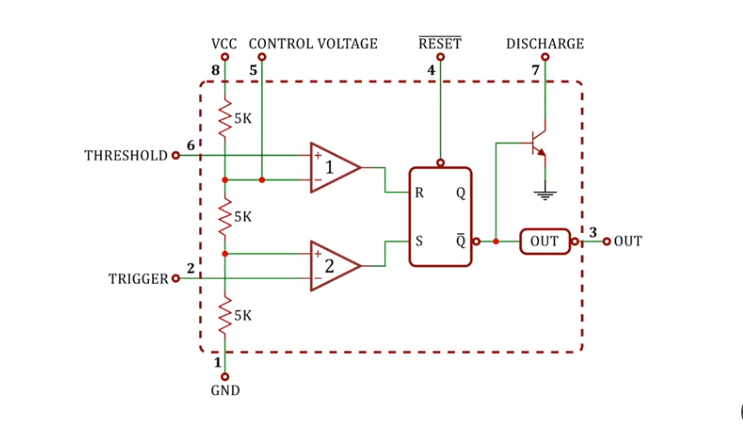 VCC CONTROL VOLTAGE R̅E̅S̅E̅T̅ DISCHARGE
8 5 4 7
5K
THRESHOLD 6
+
1
−
R Q
5K
S Q̅ OUT 3 OUT
+
2
−
TRIGGER 2
5K
1
GND